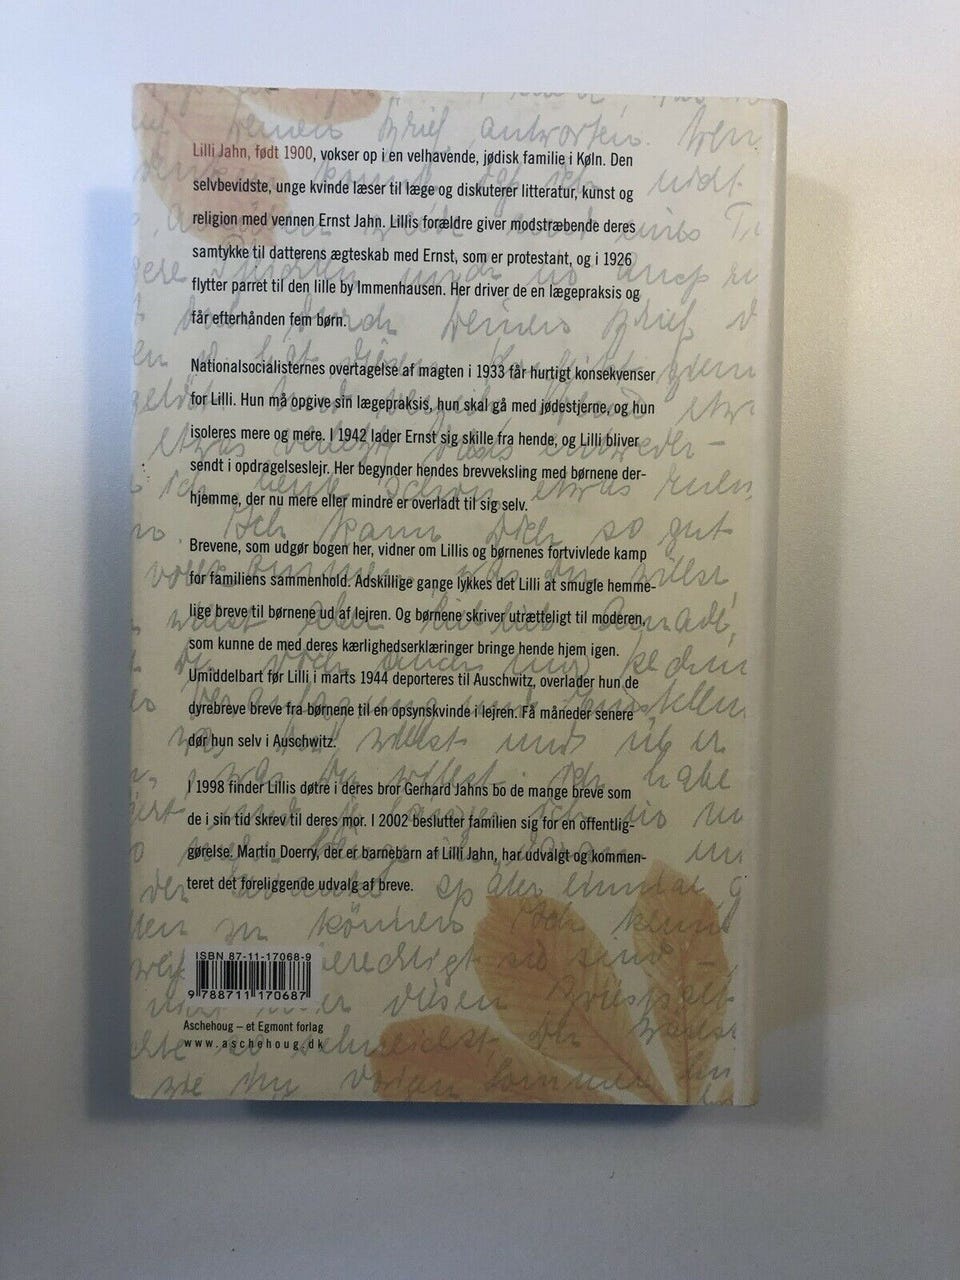 Lilli Jahn, født 1900, vokser op i en velhavende, jødisk familie i Køln. Den
selvbevidste, unge kvinde læser til læge og diskuterer litteratur, kunst og
religion med vennen Ernst Jahn. Lillis forældre giver modstræbende deres
samtykke til datterens ægteskab med Ernst, som er protestant, og i 1926
flytter parret til den lille by Immenhausen. Her driver de en lægepraksis og
får efterhånden fem børn.
Nationalsocialisternes overtagelse af magten i 1933 får hurtigt konsekvenser
for Lilli. Hun må opgive sin lægepraksis, hun skal gå med jødestjerne, og hun
isoleres mere og mere. I 1942 lader Ernst sig skille fra hende, og Lilli bliver
sendt i opdragelseslejr. Her begynder hendes brevveksling med børnene der-
hjemme, der nu mere eller mindre er overladt til sig selv.
Brevene, som udgør bogen her, vidner om Lillis og børnenes fortvivlede kamp
for familiens sammenhold. Adskillige gange lykkes det Lilli at smugle hemme-
lige breve til børnene ud af lejren. Og børnene skriver utrætteligt til moderen,
som kunne de med deres kærlighedserklæringer bringe hende hjem igen.
Umiddelbart før Lilli i marts 1944 deporteres til Auschwitz, overlader hun de
dyrebreve breve fra børnene til en opsynskvinde i lejren. Få måneder senere
dør hun selv i Auschwitz.
I 1998 finder Lillis døtre i deres bror Gerhard Jahns bo de mange breve som
de i sin tid skrev til deres mor. I 2002 beslutter familien sig for en offentlig-
gørelse. Martin Doerry, der er barnebarn af Lilli Jahn, har udvalgt og kommen-
teret det foreliggende udvalg af breve.
ISBN 87-11-17068-9
9 788711 170687
Aschehoug – et Egmont forlag
www.aschehoug.dk